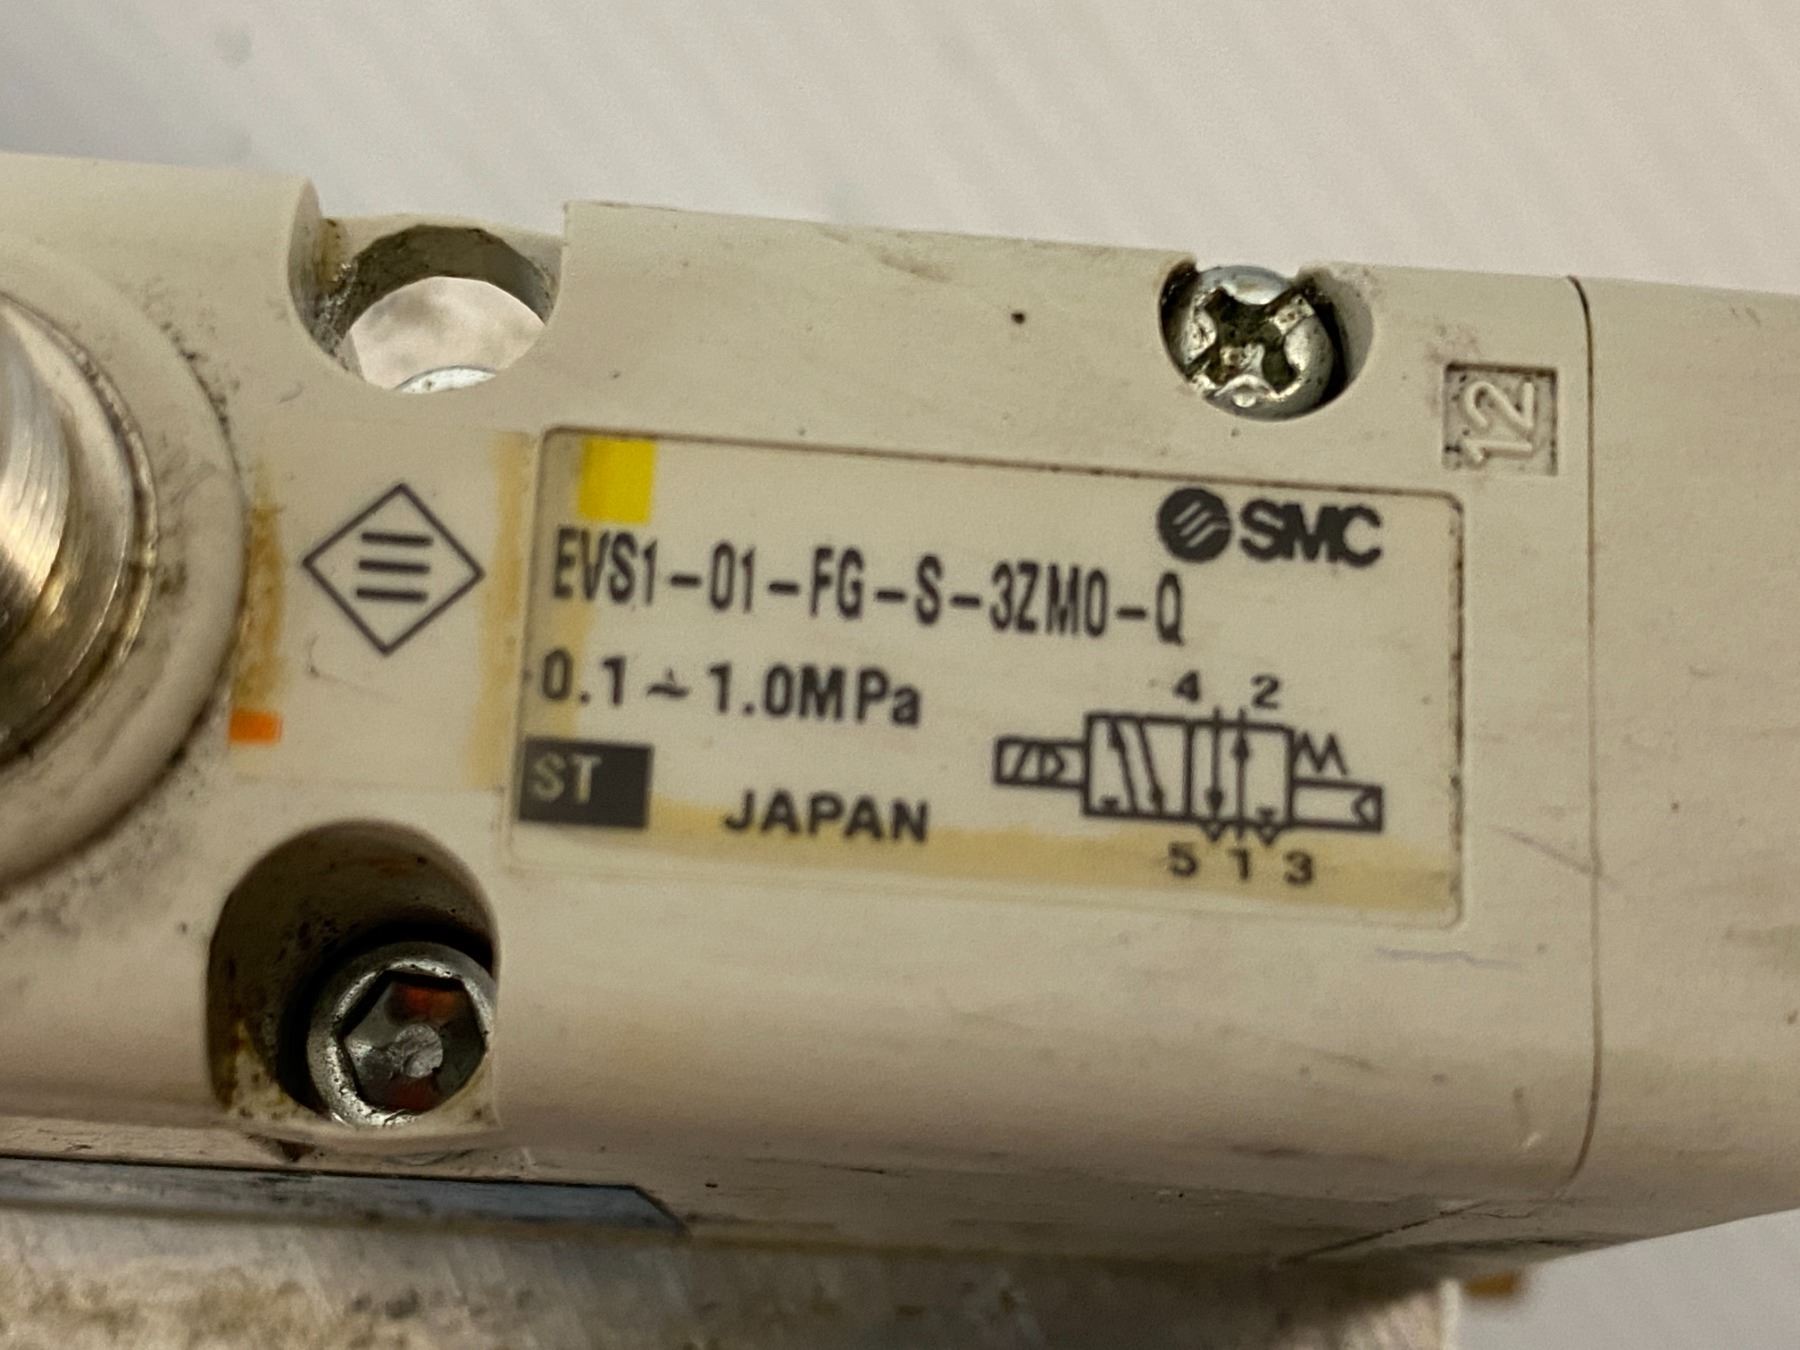 12
SMC
EVS1-01-FG-S-3ZM0-Q
0.1~1.0MPa
4 2
ST JAPAN
5 1 3